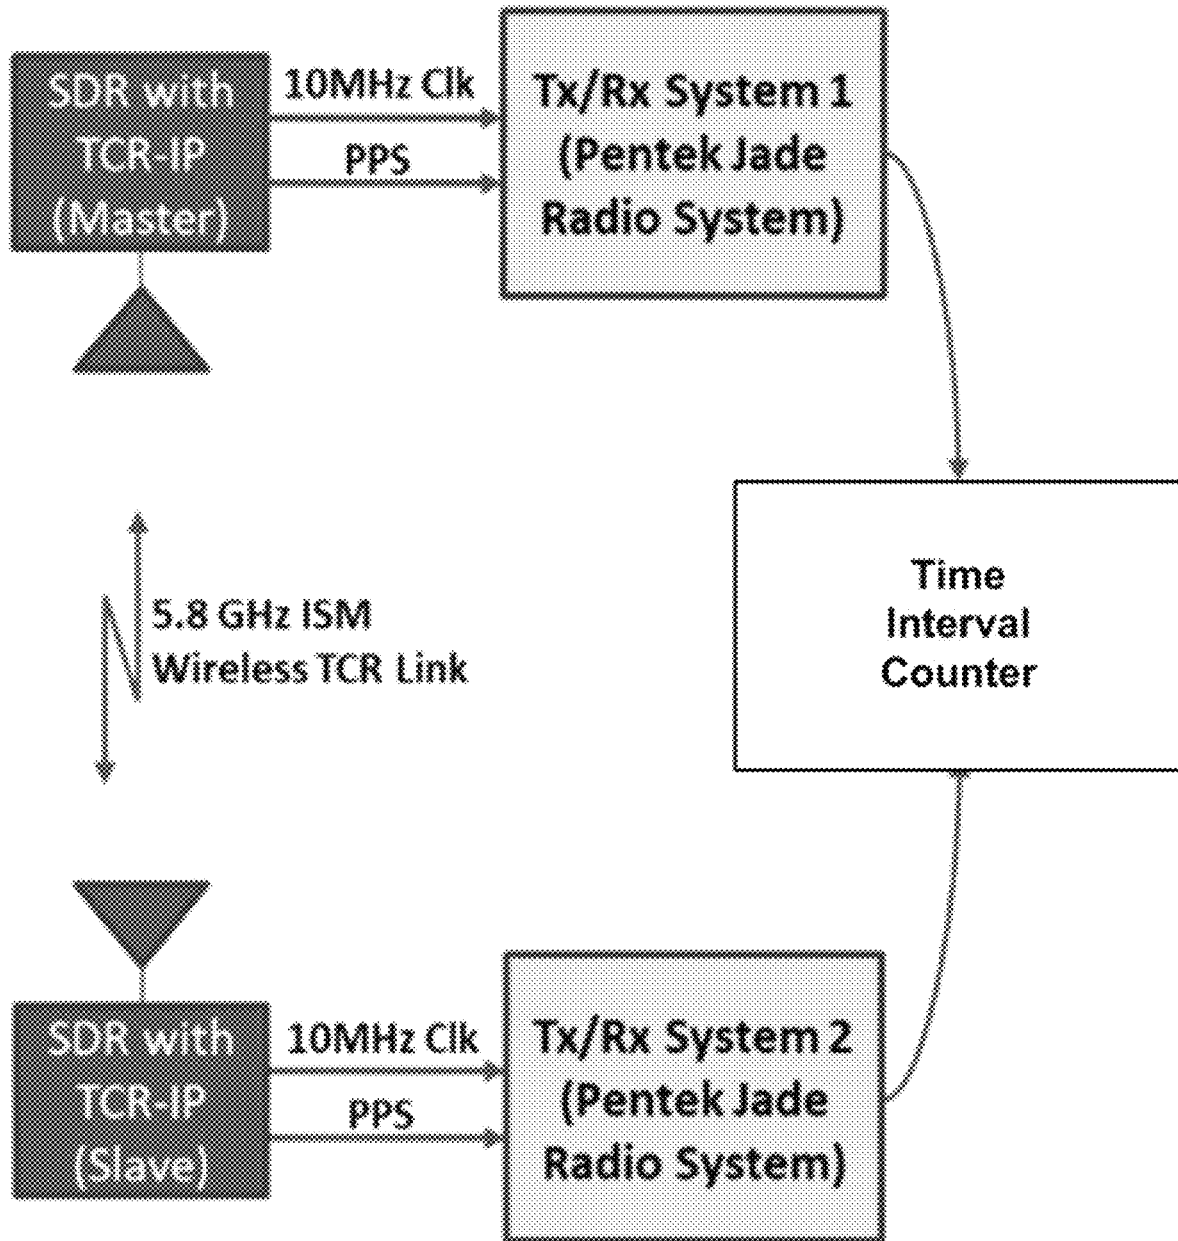 SDR with
TCR-IP
(Master)
10MHz Clk
PPS
Tx/Rx System 1
(Pentek Jade
Radio System)
5.8 GHz ISM
Wireless TCR Link
Time
Interval
Counter
SDR with
TCR-IP
(Slave)
10MHz Clk
PPS
Tx/Rx System 2
(Pentek Jade
Radio System)